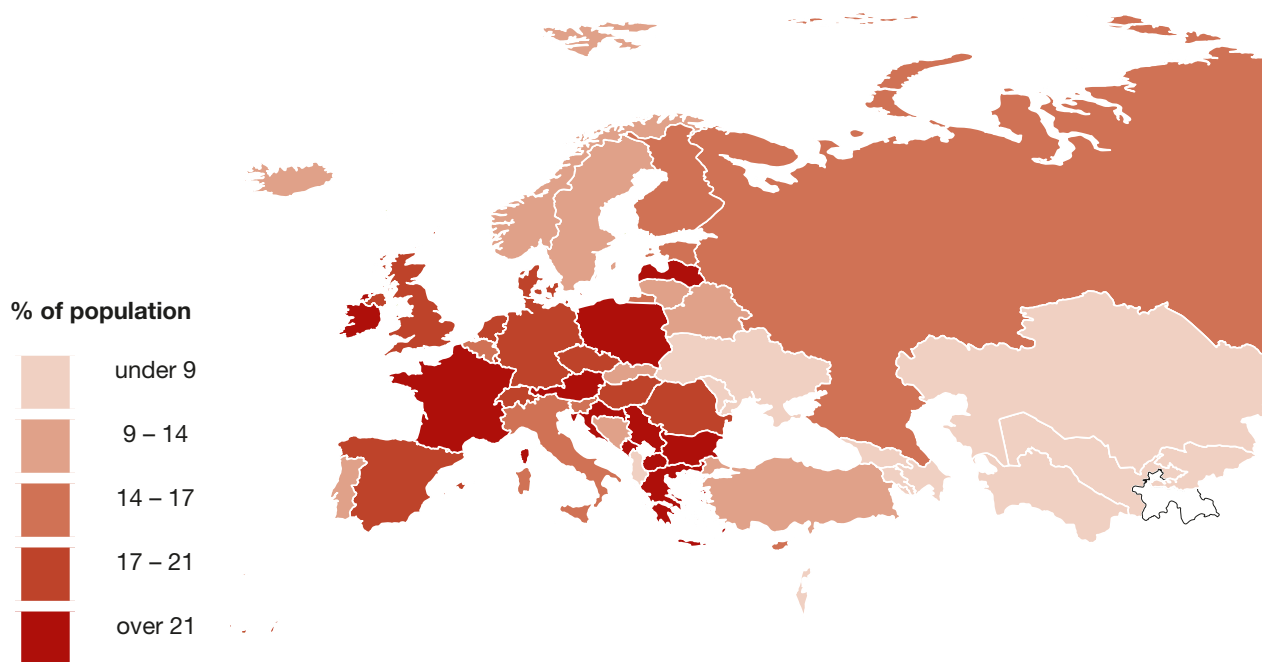 % of population
under 9
9 – 14
14 – 17
17 – 21
over 21